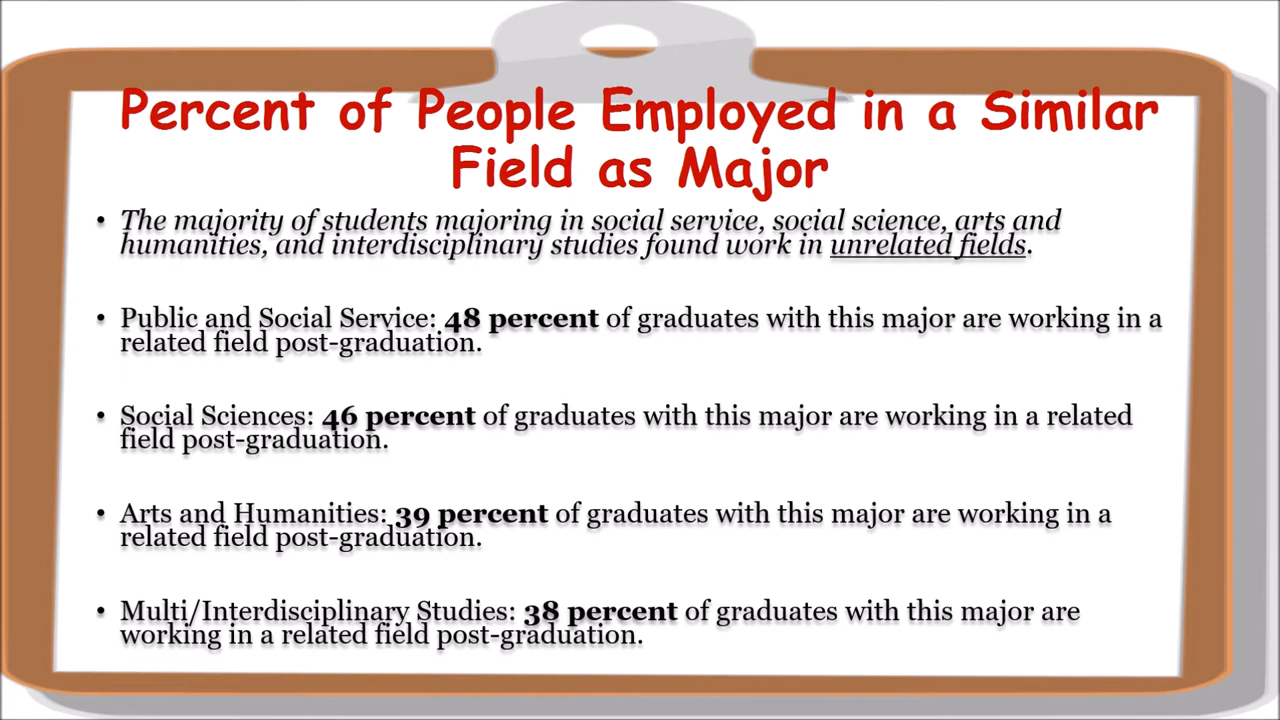 Percent of People Employed in a Similar
Field as Major
• The majority of students majoring in social service, social science, arts and
humanities, and interdisciplinary studies found work in unrelated fields.
• Public and Social Service: 48 percent of graduates with this major are working in a
related field post-graduation.
• Social Sciences: 46 percent of graduates with this major are working in a related
field post-graduation.
• Arts and Humanities: 39 percent of graduates with this major are working in a
related field post-graduation.
• Multi/Interdisciplinary Studies: 38 percent of graduates with this major are
working in a related field post-graduation.